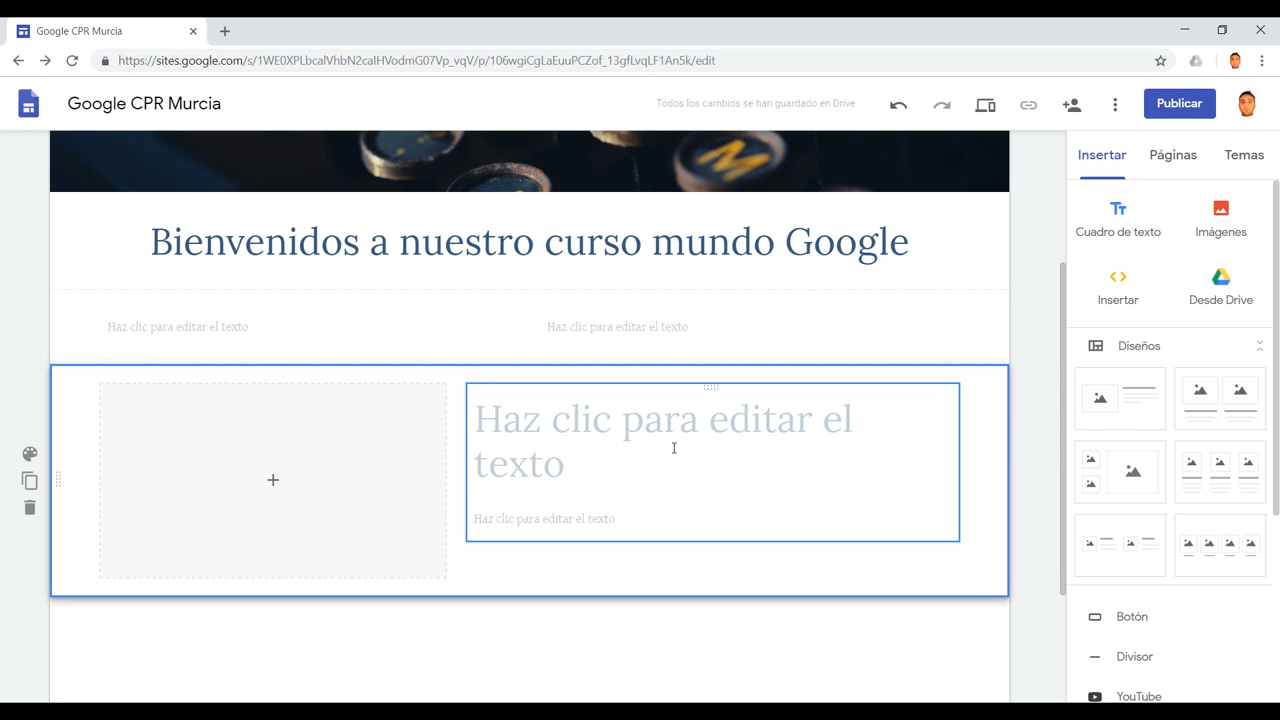 Google CPR Murcia
https://sites.google.com/s/1WE0XPLbcalVhbN2calHVodmG07Vp_vqV/p/106wgiCgLaEuuPCZof_13gfLvqLF1An5k/edit
Google CPR Murcia
Todos los cambios se han guardado en Drive
Publicar
Insertar
Páginas
Temas
M
Bienvenidos a nuestro curso mundo Google
Tт
Cuadro de texto
Imágenes
Insertar
Desde Drive
Haz clic para editar el texto
Haz clic para editar el texto
Diseños
Haz clic para editar el
texto
Haz clic para editar el texto
Botón
Divisor
YouTube